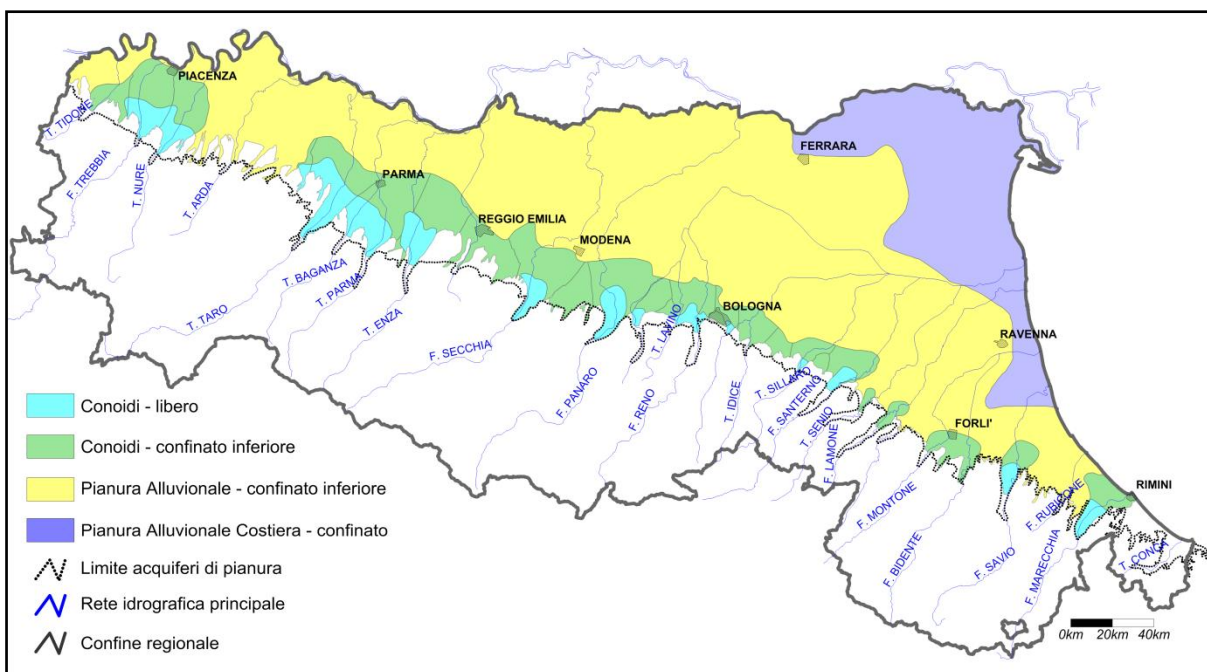 PIACENZA
T. TIDONE
F. TREBBIA
T. NURE
T. ARDA
FERRARA
PARMA
REGGIO EMILIA
MODENA
T. BAGANZA
T. PARMA
T. TARO
T. ENZA
F. SECCHIA
BOLOGNA
T. LAVINO
F. PANARO
F. RENO
T. IDICE
T. SILLARO
F. SANTERNO
T. SENIO
F. LAMONE
RAVENNA
FORLI'
F. MONTONE
F. BIDENTE
F. SAVIO
F. RUBICONE
F. MARECCHIA
RIMINI
T. CONCA
Conoidi - libero
Conoidi - confinato inferiore
Pianura Alluvionale - confinato inferiore
Pianura Alluvionale Costiera - confinato
Limite acquiferi di pianura
Rete idrografica principale
Confine regionale
0km 20km 40km